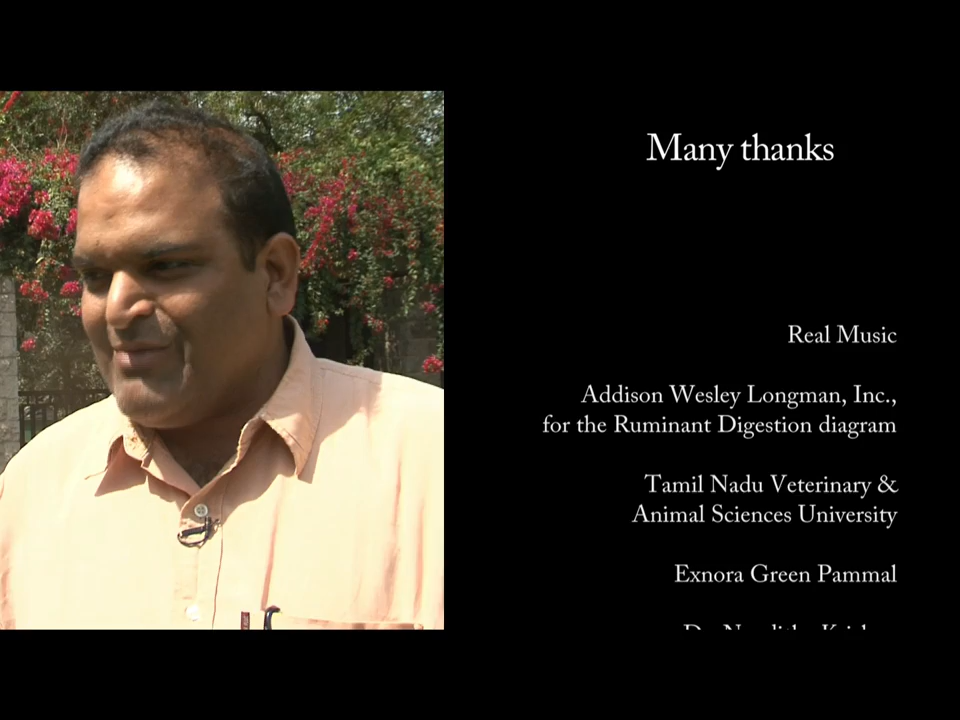 Many thanks
Real Music
Addison Wesley Longman, Inc.,
for the Ruminant Digestion diagram
Tamil Nadu Veterinary &
Animal Sciences University
Exnora Green Pammal